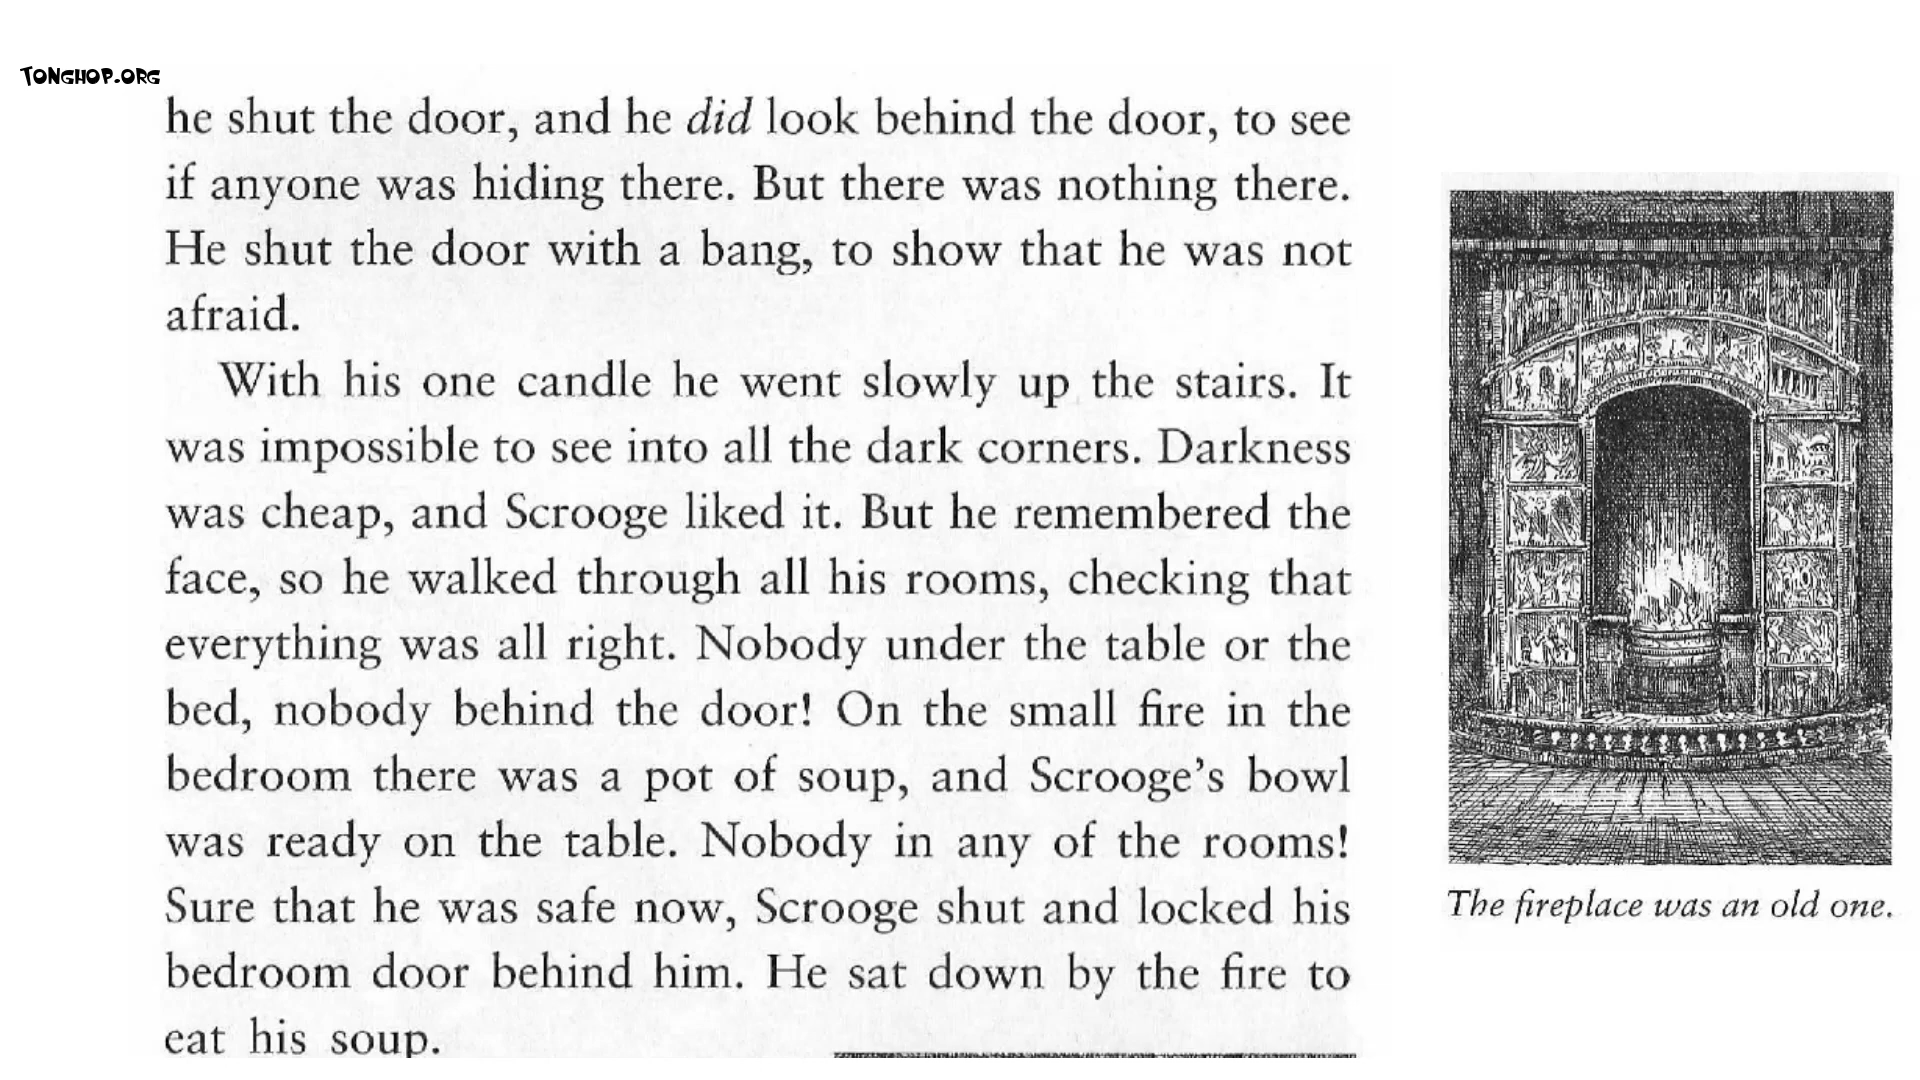 TONGHOP.ORG
he shut the door, and he did look behind the door, to see
if anyone was hiding there. But there was nothing there.
He shut the door with a bang, to show that he was not
afraid.
With his one candle he went slowly up the stairs. It
was impossible to see into all the dark corners. Darkness
was cheap, and Scrooge liked it. But he remembered the
face, so he walked through all his rooms, checking that
everything was all right. Nobody under the table or the
bed, nobody behind the door! On the small fire in the
bedroom there was a pot of soup, and Scrooge’s bowl
was ready on the table. Nobody in any of the rooms!
Sure that he was safe now, Scrooge shut and locked his
bedroom door behind him. He sat down by the fire to
eat his soup.
The fireplace was an old one.